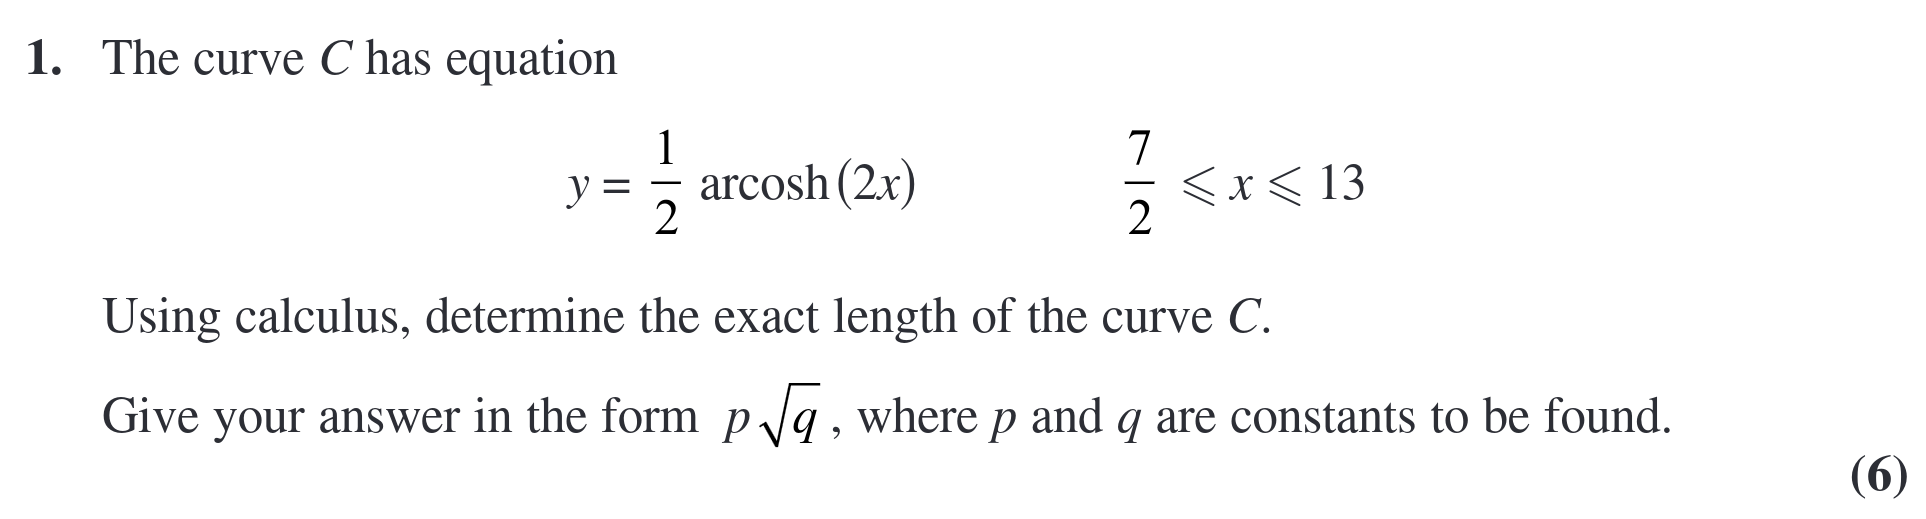 1. The curve C has equation
y = 1/2 arcosh(2x)   7/2 ⩽ x ⩽ 13
Using calculus, determine the exact length of the curve C.
Give your answer in the form p√q, where p and q are constants to be found.
(6)